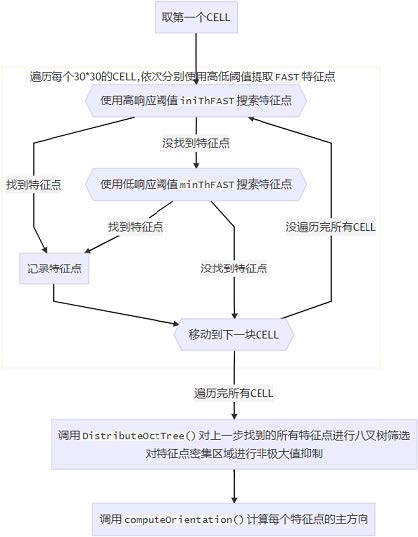 取第一个CELL
遍历每个30*30的CELL,依次分别使用高低阈值提取FAST特征点
使用高响应阈值 iniThFAST 搜索特征点
没找到特征点
找到特征点
使用低响应阈值 minThFAST 搜索特征点
找到特征点
没遍历完所有CELL
记录特征点
没找到特征点
移动到下一块CELL
遍历完所有CELL
调用 DistributeOctTree() 对上一步找到的所有特征点进行八叉树筛选
对特征点密集区域进行非极大值抑制
调用 computeOrientation() 计算每个特征点的主方向